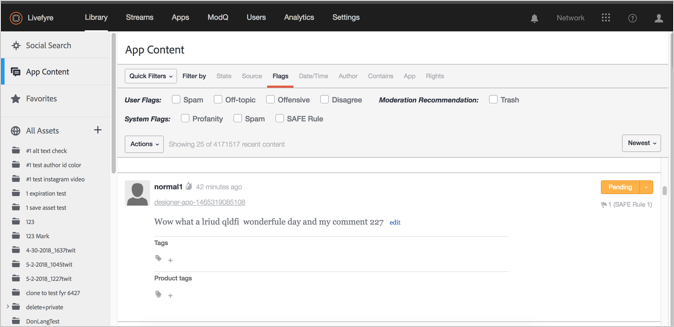 Livefyre Library Streams Apps ModQ Users Analytics Settings Network
Social Search
App Content
Favorites
All Assets
#1 alt text check
#1 test author id color
#1 test instagram video
1 expiration test
1 save asset test
123
123 Mark
4-30-2018_1637twit
5-2-2018_1045twit
5-2-2018_1227twit
clone to test fyr 6427
delete+private
DonLangTest
App Content
Quick Filters Filter by State Source Flags Date/Time Author Contains App Rights
User Flags: Spam Off-topic Offensive Disagree Moderation Recommendation: Trash
System Flags: Profanity Spam SAFE Rule
Actions Showing 25 of 4171517 recent content Newest
normal1 42 minutes ago Pending
designer-app-1465319085108 1 (SAFE Rule 1)
Wow what a lriud qldfi wonderfule day and my comment 227 edit
Tags
+
Product tags
+